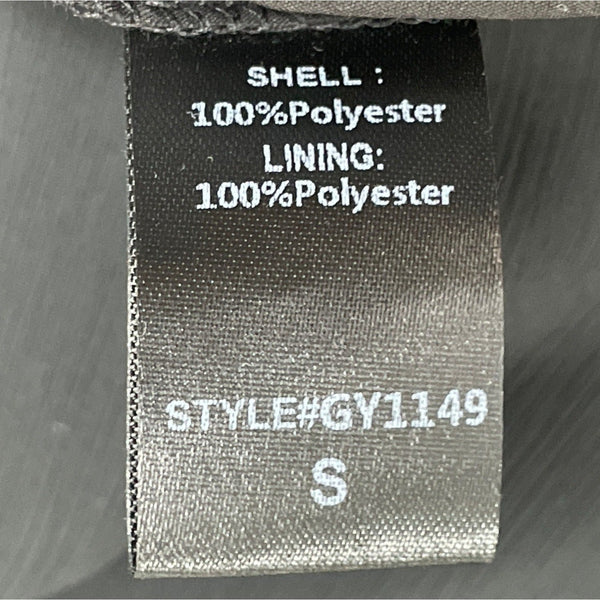 SHELL :
100%Polyester
LINING:
100%Polyester
STYLE#GY1149
S